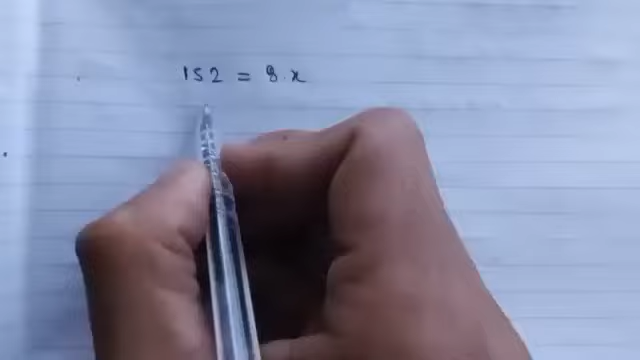 152 = 8.x